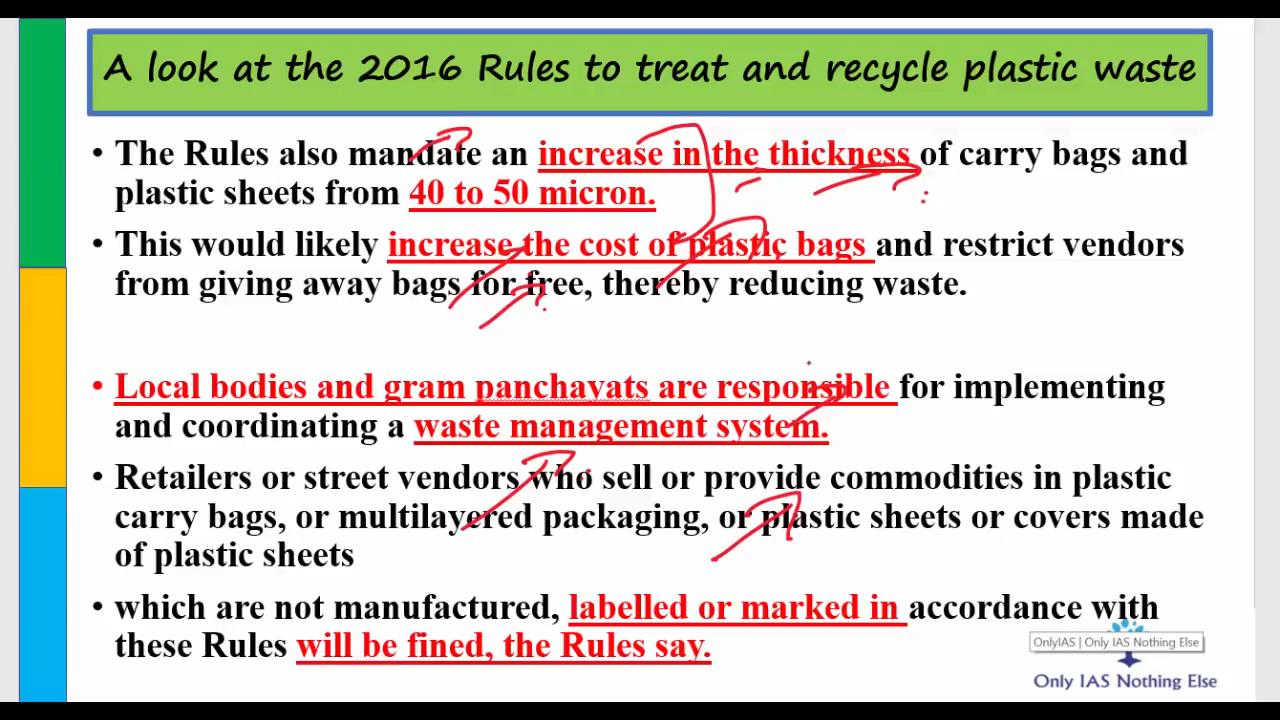 A look at the 2016 Rules to treat and recycle plastic waste
• The Rules also mandate an increase in the thickness of carry bags and
plastic sheets from 40 to 50 micron.
• This would likely increase the cost of plastic bags and restrict vendors
from giving away bags for free, thereby reducing waste.
• Local bodies and gram panchayats are responsible for implementing
and coordinating a waste management system.
• Retailers or street vendors who sell or provide commodities in plastic
carry bags, or multilayered packaging, or plastic sheets or covers made
of plastic sheets
• which are not manufactured, labelled or marked in accordance with
these Rules will be fined, the Rules say.
OnlyIAS | Only IAS Nothing Else
Only IAS Nothing Else